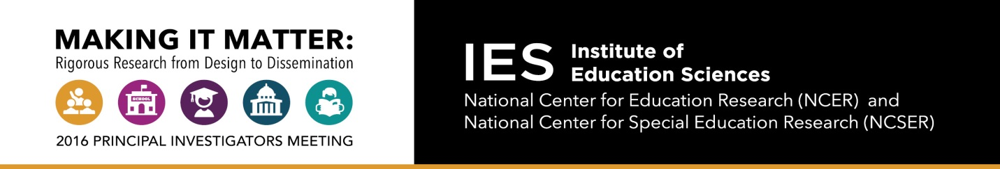 MAKING IT MATTER:
Rigorous Research from Design to Dissemination
SCHOOL
2016 PRINCIPAL INVESTIGATORS MEETING
IES
Institute of
Education Sciences
National Center for Education Research (NCER) and
National Center for Special Education Research (NCSER)